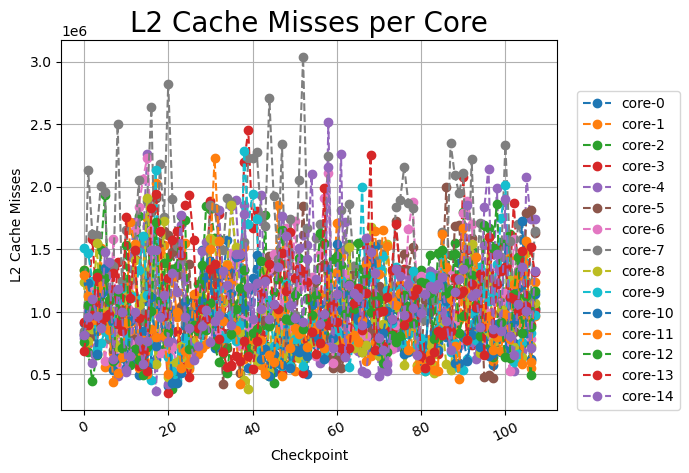 L2 Cache Misses per Core
1e6
3.0
2.5
2.0
1.5
1.0
0.5
L2 Cache Misses
0 20 40 60 80 100
Checkpoint
core-0
core-1
core-2
core-3
core-4
core-5
core-6
core-7
core-8
core-9
core-10
core-11
core-12
core-13
core-14